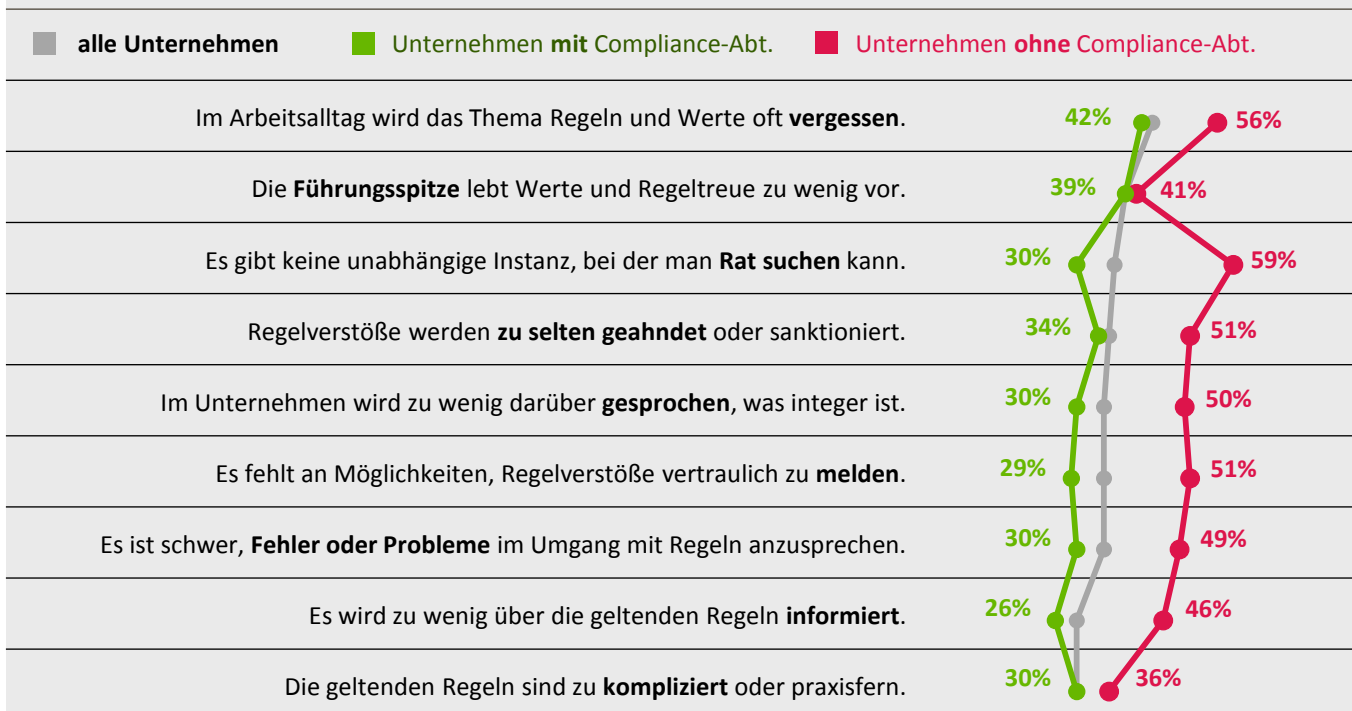 alle Unternehmen Unternehmen mit Compliance-Abt. Unternehmen ohne Compliance-Abt.
Im Arbeitsalltag wird das Thema Regeln und Werte oft vergessen. 42% 56%
Die Führungsspitze lebt Werte und Regeltreue zu wenig vor. 39% 41%
Es gibt keine unabhängige Instanz, bei der man Rat suchen kann. 30% 59%
Regelverstöße werden zu selten geahndet oder sanktioniert. 34% 51%
Im Unternehmen wird zu wenig darüber gesprochen, was integer ist. 30% 50%
Es fehlt an Möglichkeiten, Regelverstöße vertraulich zu melden. 29% 51%
Es ist schwer, Fehler oder Probleme im Umgang mit Regeln anzusprechen. 30% 49%
Es wird zu wenig über die geltenden Regeln informiert. 26% 46%
Die geltenden Regeln sind zu kompliziert oder praxisfern. 30% 36%